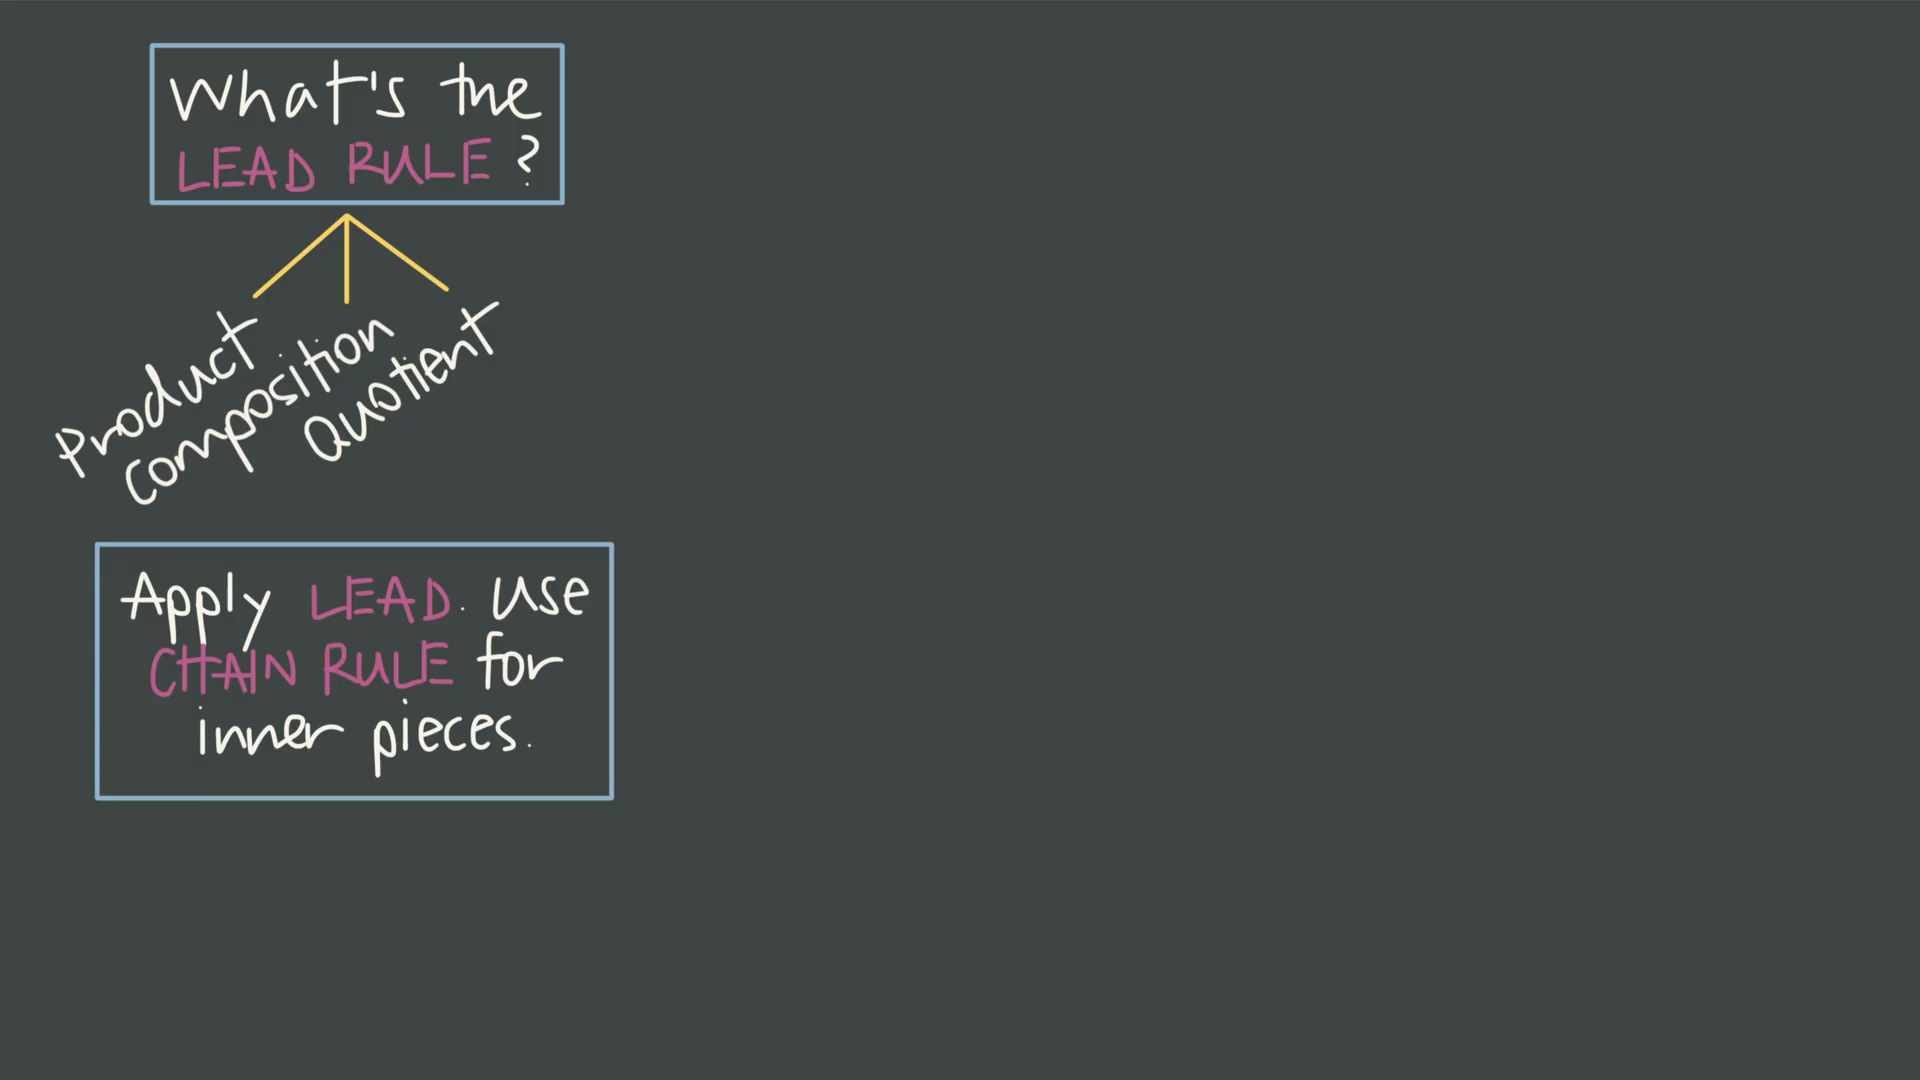 What's the
LEAD RULE?
Product
Composition
Quotient
Apply LEAD. Use
CHAIN RULE for
inner pieces.